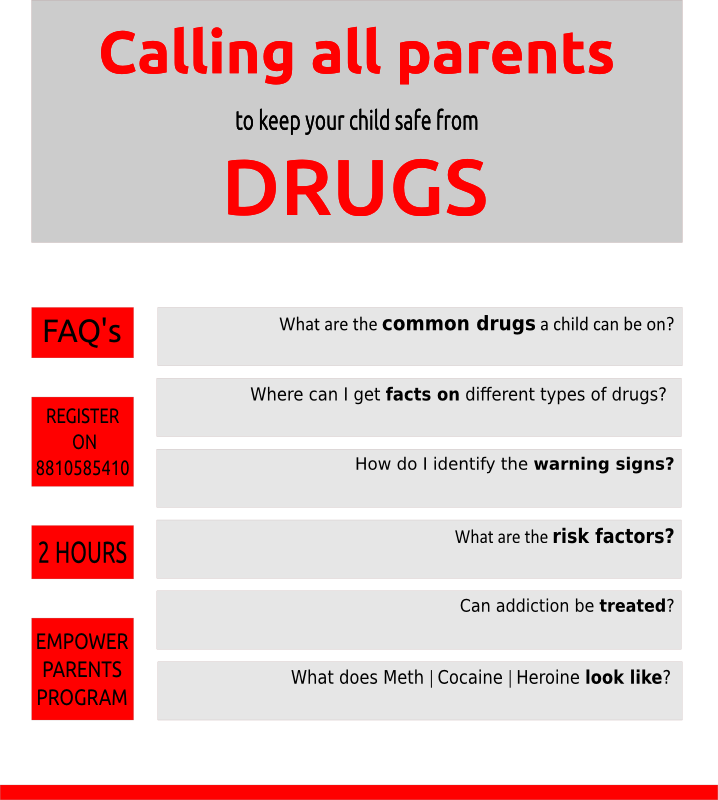 Calling all parents
to keep your child safe from
DRUGS
FAQ's
What are the common drugs a child can be on?
Where can I get facts on different types of drugs?
REGISTER
ON
8810585410
How do I identify the warning signs?
2 HOURS
What are the risk factors?
Can addiction be treated?
EMPOWER
PARENTS
PROGRAM
What does Meth | Cocaine | Heroine look like?